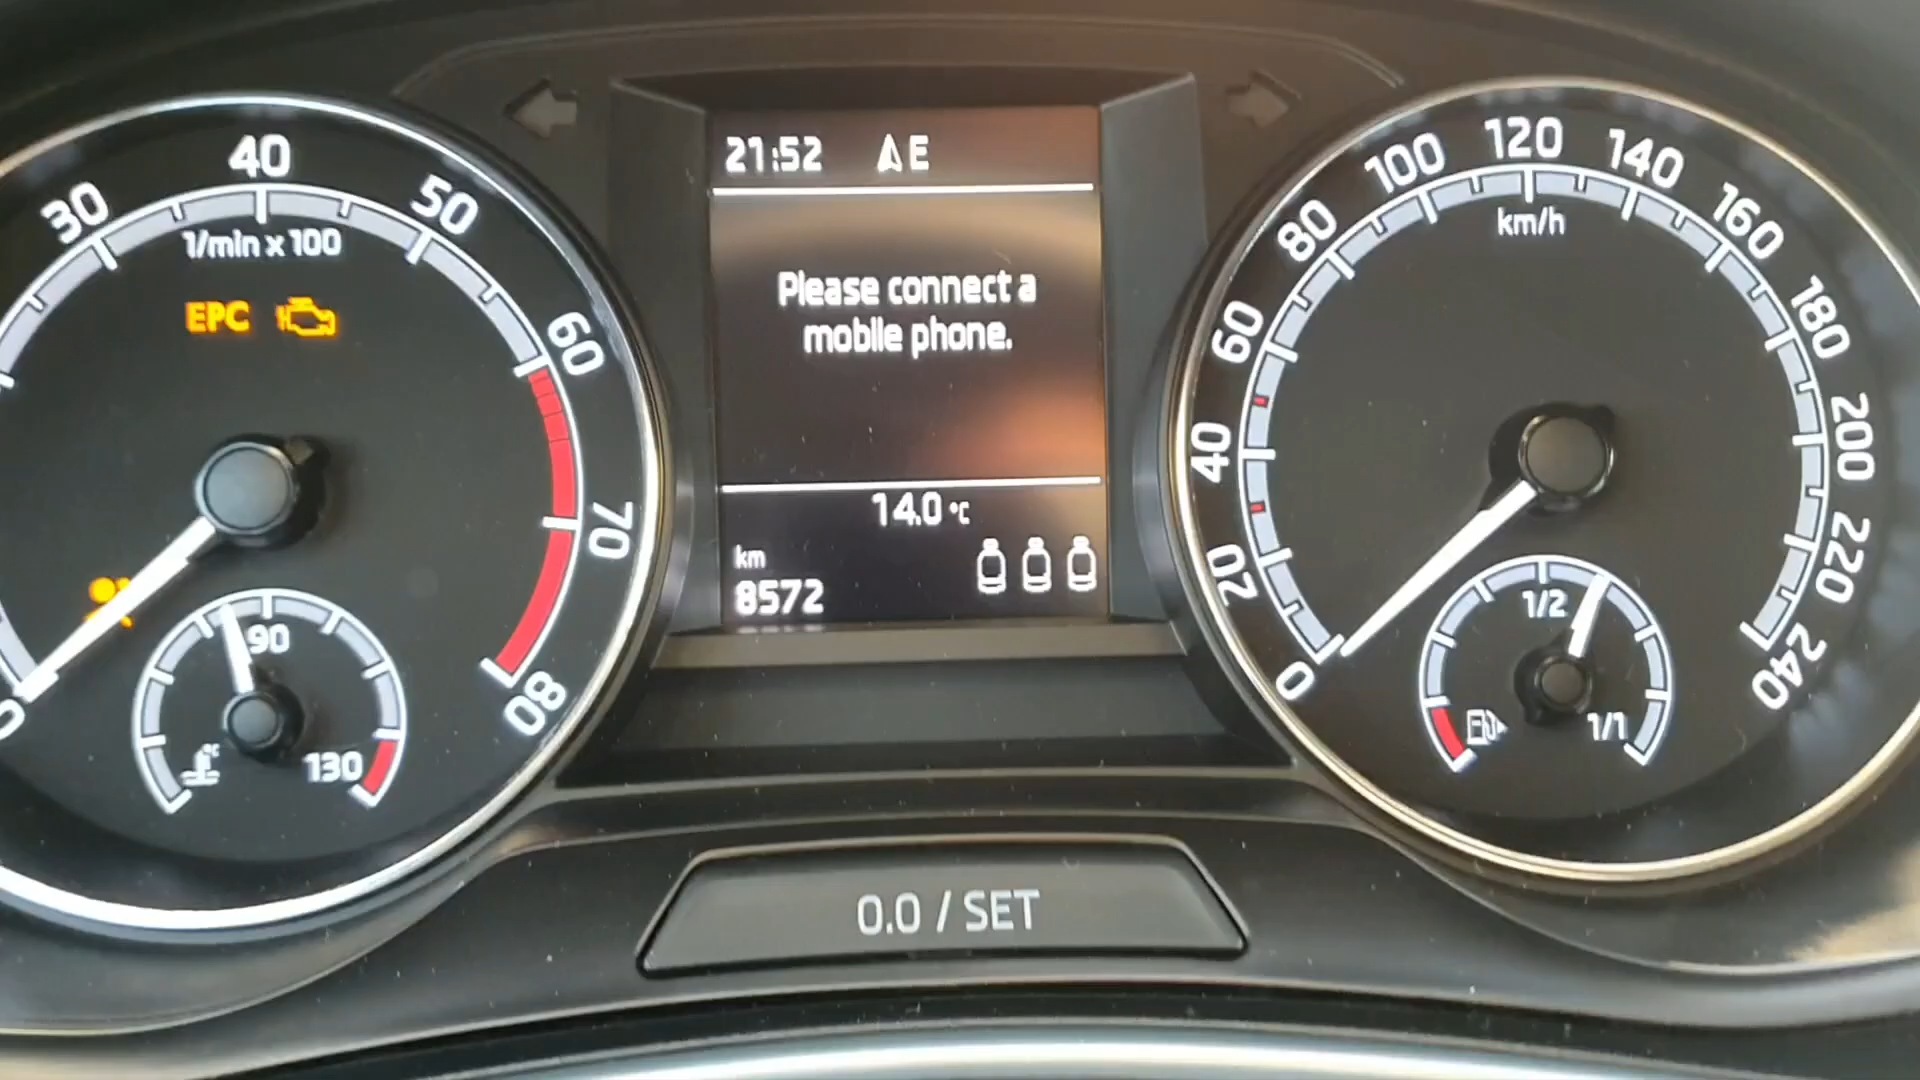 30
40
50
60
70
80
1/min x 100
EPC
90
130
°C
0
21:52 E
Please connect a
mobile phone.
14.0 °C
km
8572
0.0 / SET
0
20
40
60
80
100
120
140
160
180
200
220
240
km/h
1/2
1/1